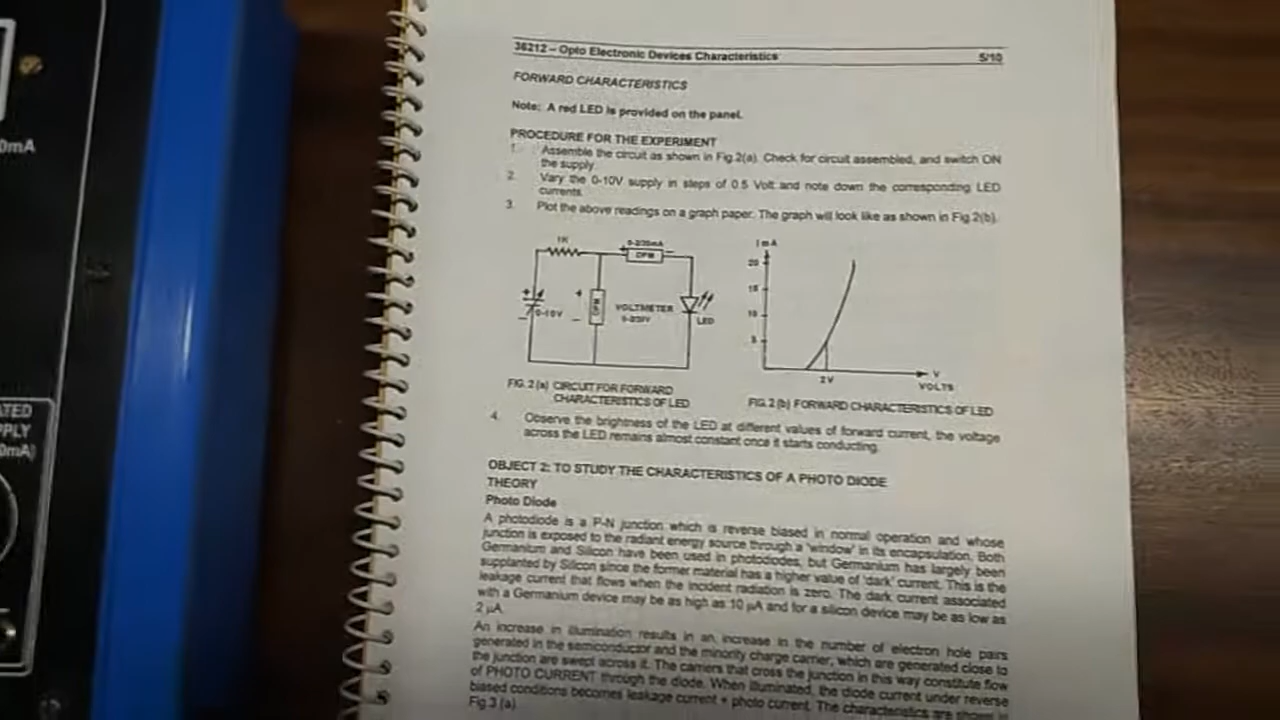 0mA
ATED
PPLY
0mA)
36212 – Opto Electronic Devices Characteristics 5/10
FORWARD CHARACTERISTICS
Note: A red LED is provided on the panel.
PROCEDURE FOR THE EXPERIMENT
1. Assemble the circuit as shown in Fig.2(a). Check for circuit assembled, and switch ON
the supply.
2. Vary the 0-10V supply in steps of 0.5 Volt and note down the corresponding LED
currents.
3. Plot the above readings on a graph paper. The graph will look like as shown in Fig.2(b).
1K
DPM
+
-
0-10V
+
-
DPM
VOLTMETER
LED
I mA
20
15
10
5
2V
V
VOLTS
FIG. 2 (a) CIRCUIT FOR FORWARD
CHARACTERISTICS OF LED
FIG. 2 (b) FORWARD CHARACTERISTICS OF LED
4. Observe the brightness of the LED at different values of forward current, the voltage
across the LED remains almost constant once it starts conducting.
OBJECT 2: TO STUDY THE CHARACTERISTICS OF A PHOTO DIODE
THEORY
Photo Diode
A photodiode is a P-N junction which is reverse biased in normal operation and whose
junction is exposed to the radiant energy source through a 'window' in its encapsulation. Both
Germanium and Silicon have been used in photodiodes, but Germanium has largely been
supplanted by Silicon since the former material has a higher value of 'dark' current. This is the
leakage current that flows when the incident radiation is zero. The dark current associated
with a Germanium device may be as high as 10 µA and for a silicon device may be as low as
2 µA.
An increase in illumination results in an increase in the number of electron hole pairs
generated in the semiconductor and the minority charge carrier, which are generated close to
the junction are swept across it. The carriers that cross the junction in this way constitute flow
of PHOTO CURRENT through the diode. When illuminated, the diode current under reverse
biased conditions becomes leakage current + photo current. The characteristics are shown in
Fig.3 (a).